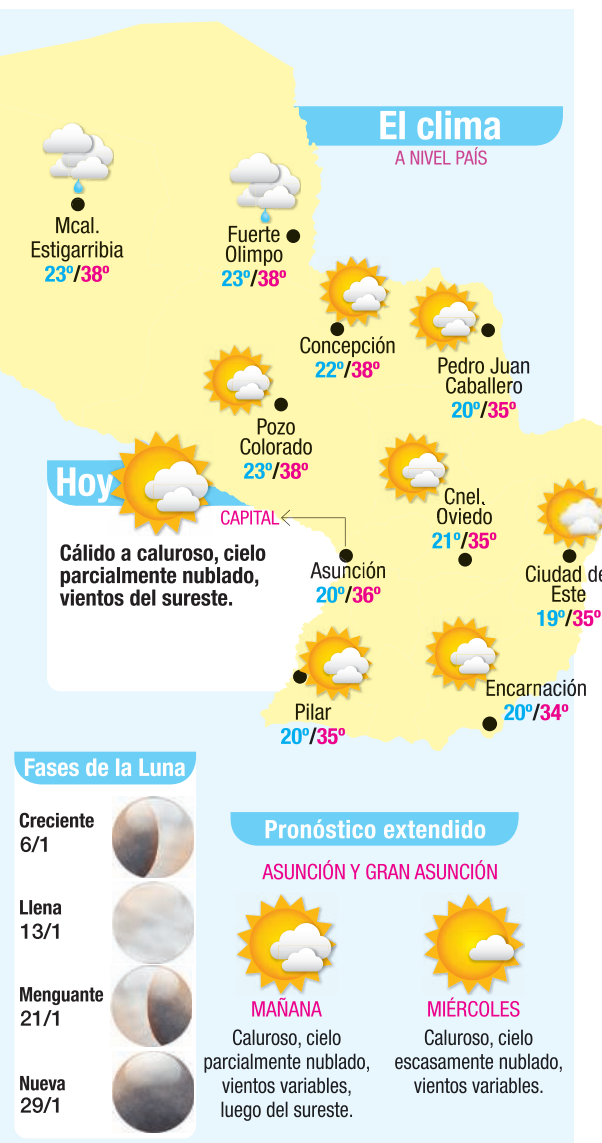 El clima
A NIVEL PAÍS
Mcal.
Estigarribia
23º/38º
Fuerte
Olimpo
23º/38º
Concepción
22º/38º
Pedro Juan
Caballero
20º/35º
Pozo
Colorado
23º/38º
Cnel.
Oviedo
21º/35º
Hoy
CAPITAL
Cálido a caluroso, cielo
parcialmente nublado,
vientos del sureste.
Asunción
20º/36º
Ciudad de
Este
19º/35º
Encarnación
20º/34º
Pilar
20º/35º
Fases de la Luna
Creciente
6/1
Llena
13/1
Menguante
21/1
Nueva
29/1
Pronóstico extendido
ASUNCIÓN Y GRAN ASUNCIÓN
MAÑANA
Caluroso, cielo
parcialmente nublado,
vientos variables,
luego del sureste.
MIÉRCOLES
Caluroso, cielo
escasamente nublado,
vientos variables.